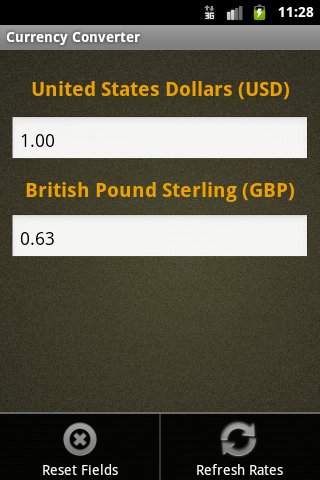 3G
11:28
Currency Converter
United States Dollars (USD)
1.00
British Pound Sterling (GBP)
0.63
Reset Fields
Refresh Rates